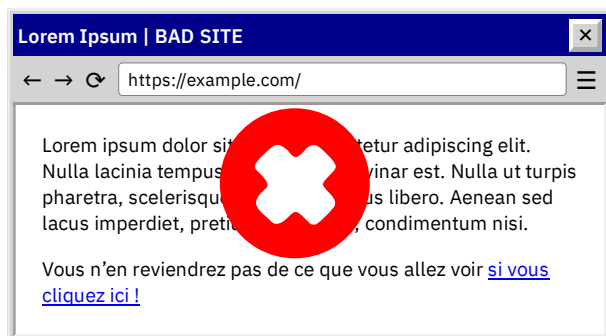 Lorem Ipsum | BAD SITE
https://example.com/
Lorem ipsum dolor sit tetur adipiscing elit.
Nulla lacinia tempus vinar est. Nulla ut turpis
pharetra, scelerisque us libero. Aenean sed
lacus imperdiet, condimentum nisi.
Vous n’en reviendrez pas de ce que vous allez voir si vous
cliquez ici !